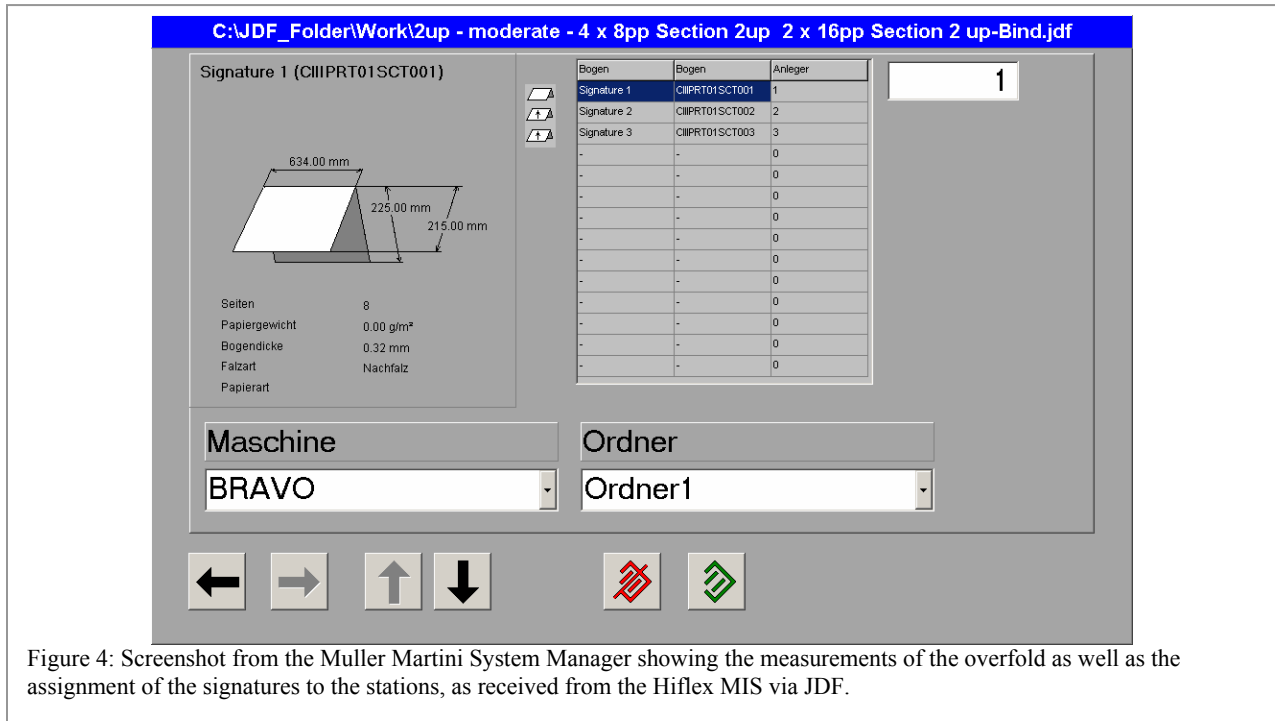 C:\JDF_Folder\Work\2up - moderate - 4 x 8pp Section 2up  2 x 16pp Section 2 up-Bind.jdf
Signature 1 (CIIIPRT01SCT001)
634.00 mm
225.00 mm
215.00 mm
Seiten 8
Papiergewicht 0.00 g/m²
Bogendicke 0.32 mm
Falzart Nachfalz
Papierart
Bogen Bogen Anleger
Signature 1 CIIIPRT01SCT001 1
Signature 2 CIIIPRT01SCT002 2
Signature 3 CIIIPRT01SCT003 3
- - 0
- - 0
- - 0
- - 0
- - 0
- - 0
- - 0
- - 0
- - 0
- - 0
- - 0
1
Maschine
BRAVO
Ordner
Ordner1
Figure 4: Screenshot from the Muller Martini System Manager showing the measurements of the overfold as well as the
assignment of the signatures to the stations, as received from the Hiflex MIS via JDF.